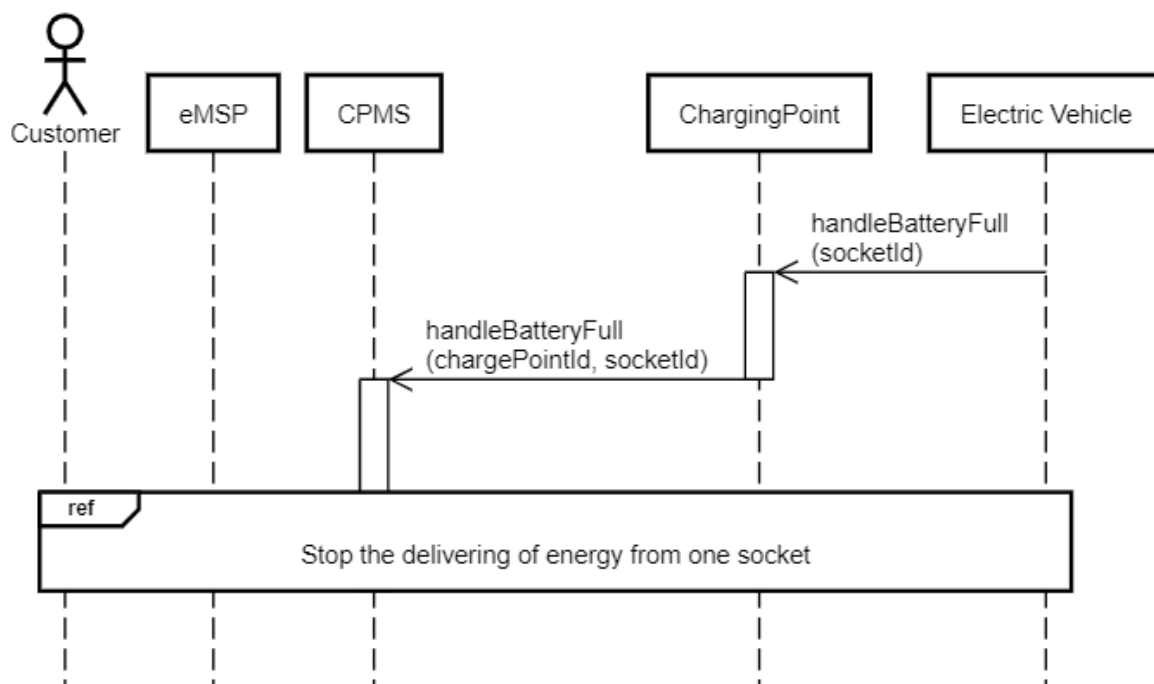 Customer
eMSP
CPMS
ChargingPoint
Electric Vehicle
handleBatteryFull
(socketId)
handleBatteryFull
(chargePointId, socketId)
ref
Stop the delivering of energy from one socket